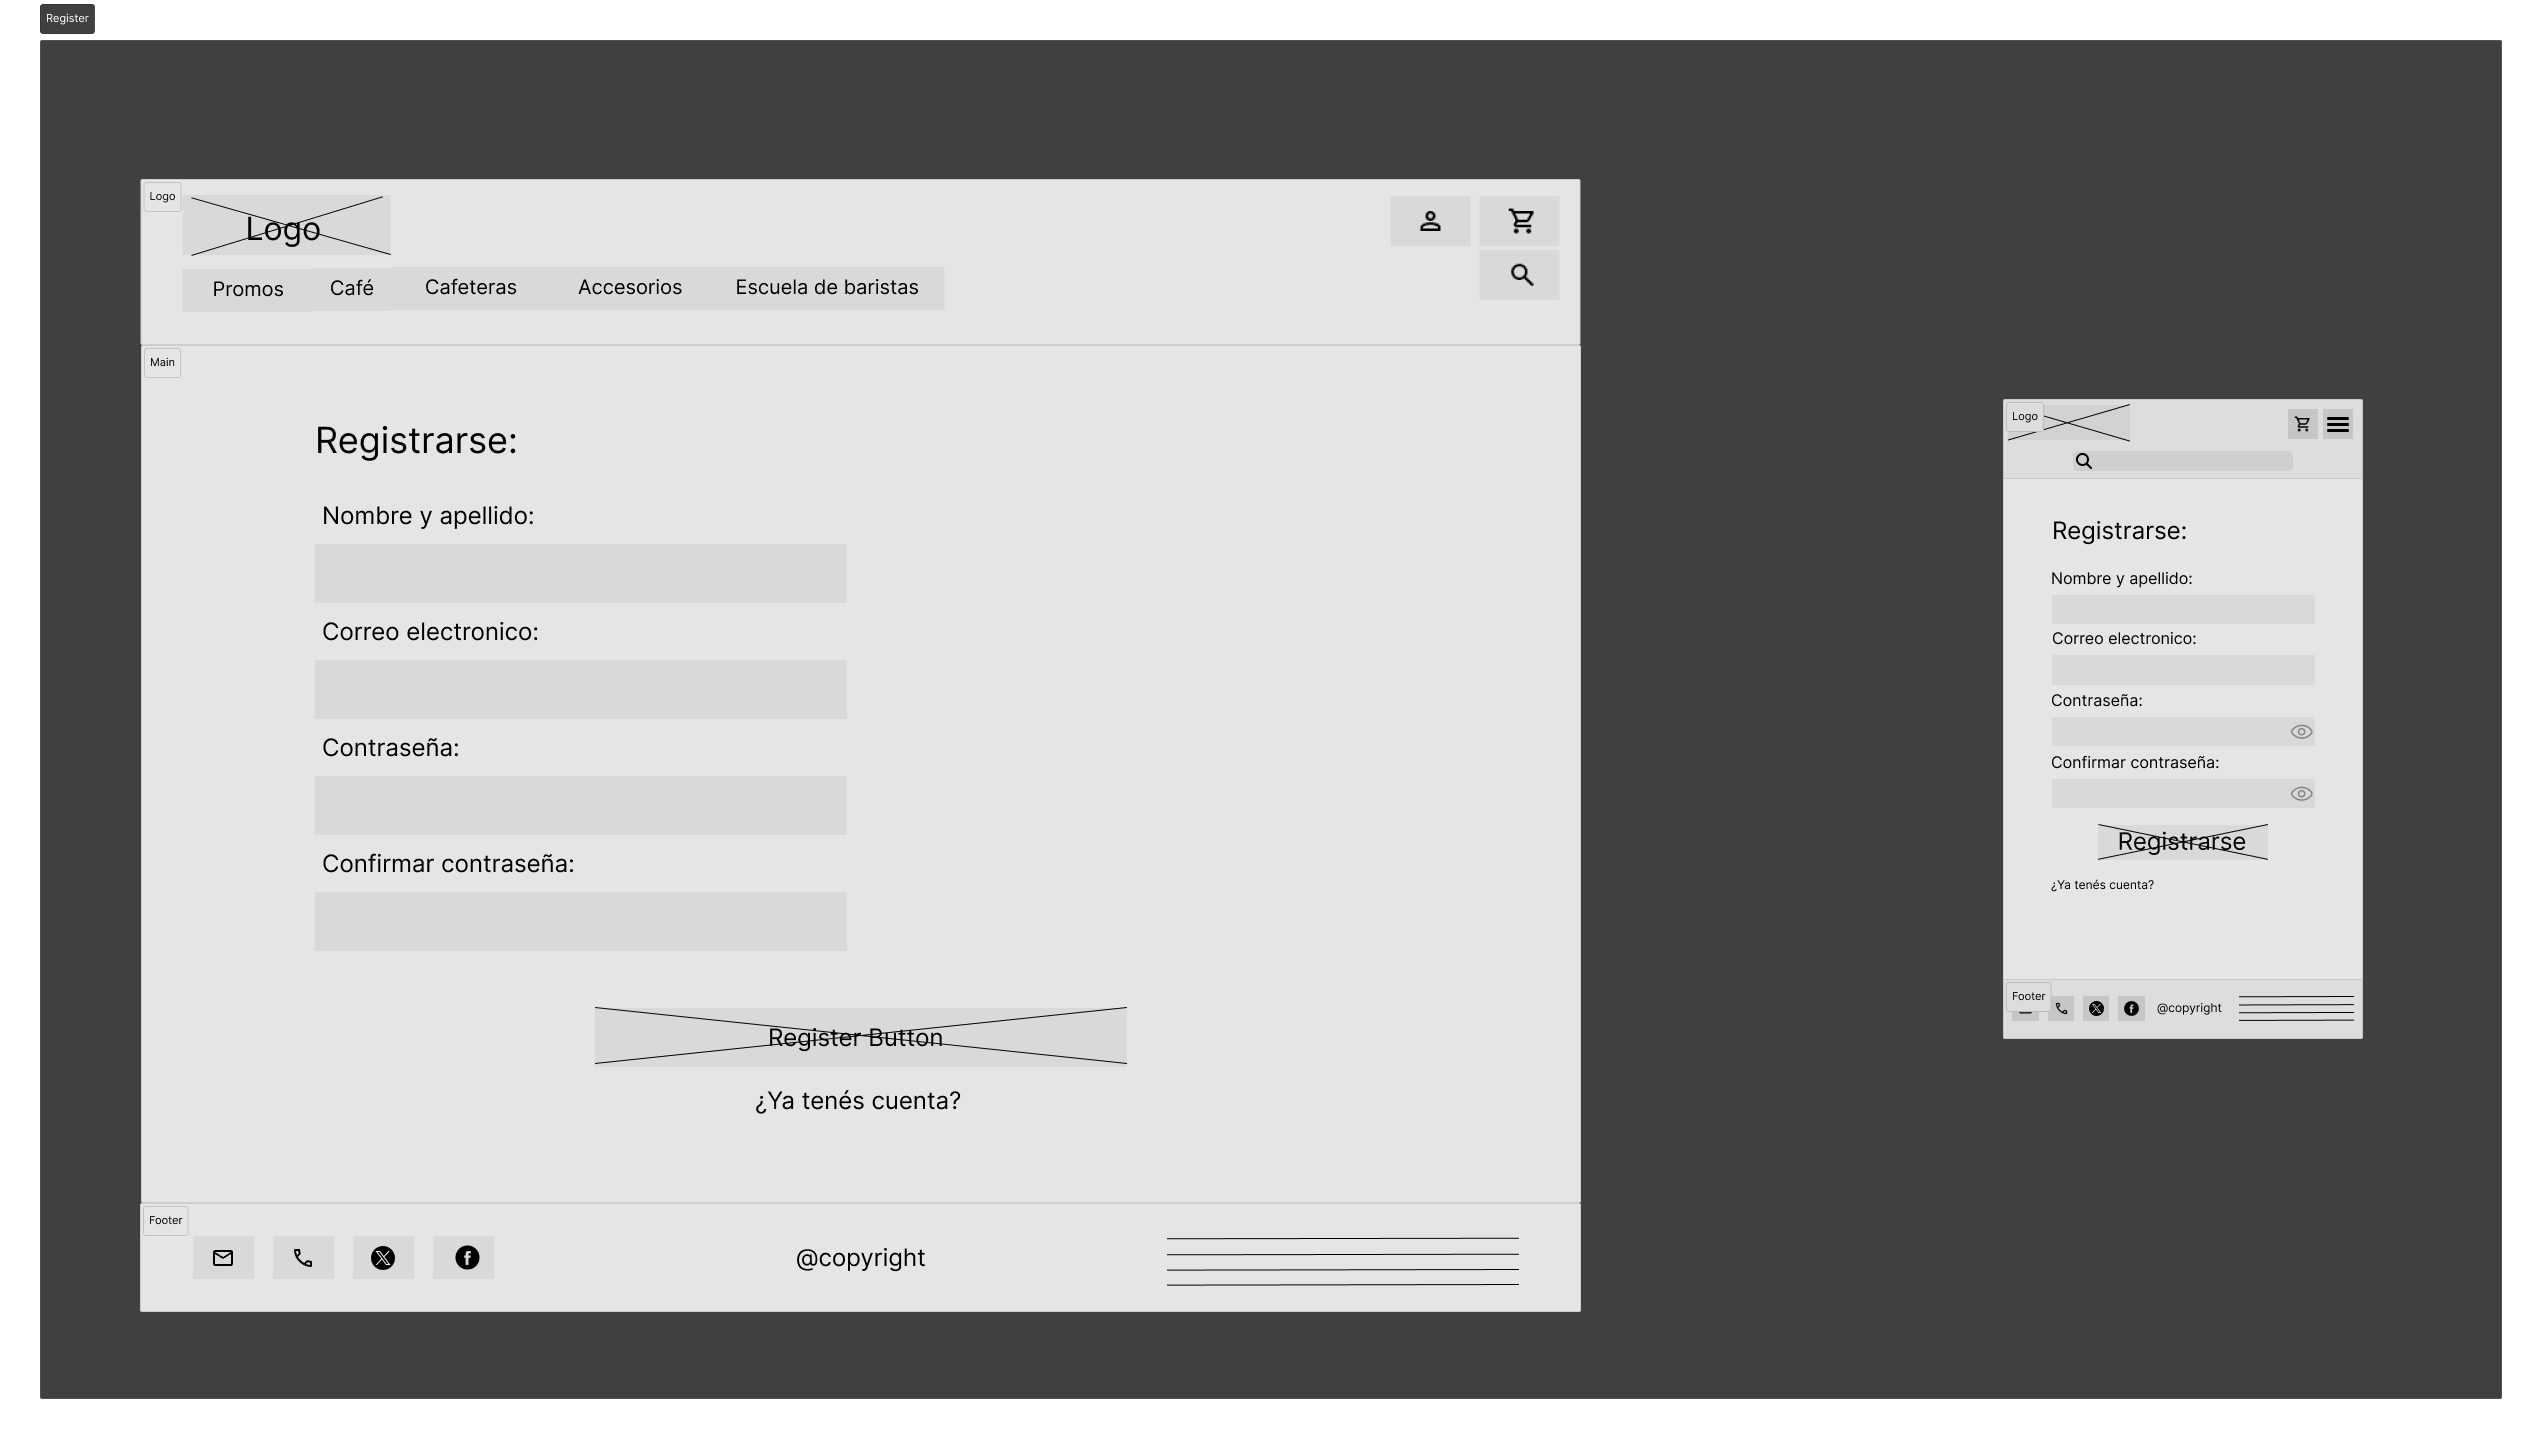 Register
Logo
Logo
Promos Café Cafeteras Accesorios Escuela de baristas
Main
Registrarse:
Nombre y apellido:
Correo electronico:
Contraseña:
Confirmar contraseña:
Register Button
¿Ya tenés cuenta?
Footer
@copyright
Logo
Registrarse:
Nombre y apellido:
Correo electronico:
Contraseña:
Confirmar contraseña:
Registrarse
¿Ya tenés cuenta?
Footer
@copyright